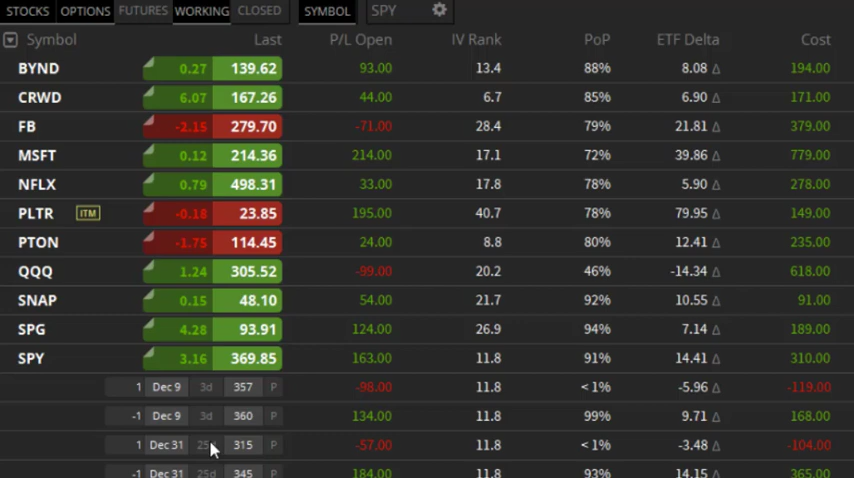 STOCKS OPTIONS FUTURES WORKING CLOSED SYMBOL SPY
Symbol Last P/L Open IV Rank PoP ETF Delta Cost
BYND 0.27 139.62 93.00 13.4 88% 8.08 Δ 194.00
CRWD 6.07 167.26 44.00 6.7 85% 6.90 Δ 171.00
FB -2.15 279.70 -71.00 28.4 79% 21.81 Δ 379.00
MSFT 0.12 214.36 214.00 17.1 72% 39.86 Δ 779.00
NFLX 0.79 498.31 33.00 17.8 78% 5.90 Δ 278.00
PLTR ITM -0.18 23.85 195.00 40.7 78% 79.95 Δ 149.00
PTON -1.75 114.45 24.00 8.8 80% 12.41 Δ 235.00
QQQ 1.24 305.52 -99.00 20.2 46% -14.34 Δ 618.00
SNAP 0.15 48.10 54.00 21.7 92% 10.55 Δ 91.00
SPG 4.28 93.91 124.00 26.9 94% 7.14 Δ 189.00
SPY 3.16 369.85 163.00 11.8 91% 14.41 Δ 310.00
1 Dec 9 3d 357 P -98.00 11.8 < 1% -5.96 Δ -119.00
-1 Dec 9 3d 360 P 134.00 11.8 99% 9.71 Δ 168.00
1 Dec 31 315 P -57.00 11.8 < 1% -3.48 Δ -104.00
-1 Dec 31 25d 345 P 184.00 11.8 93% 14.15 Δ 365.00